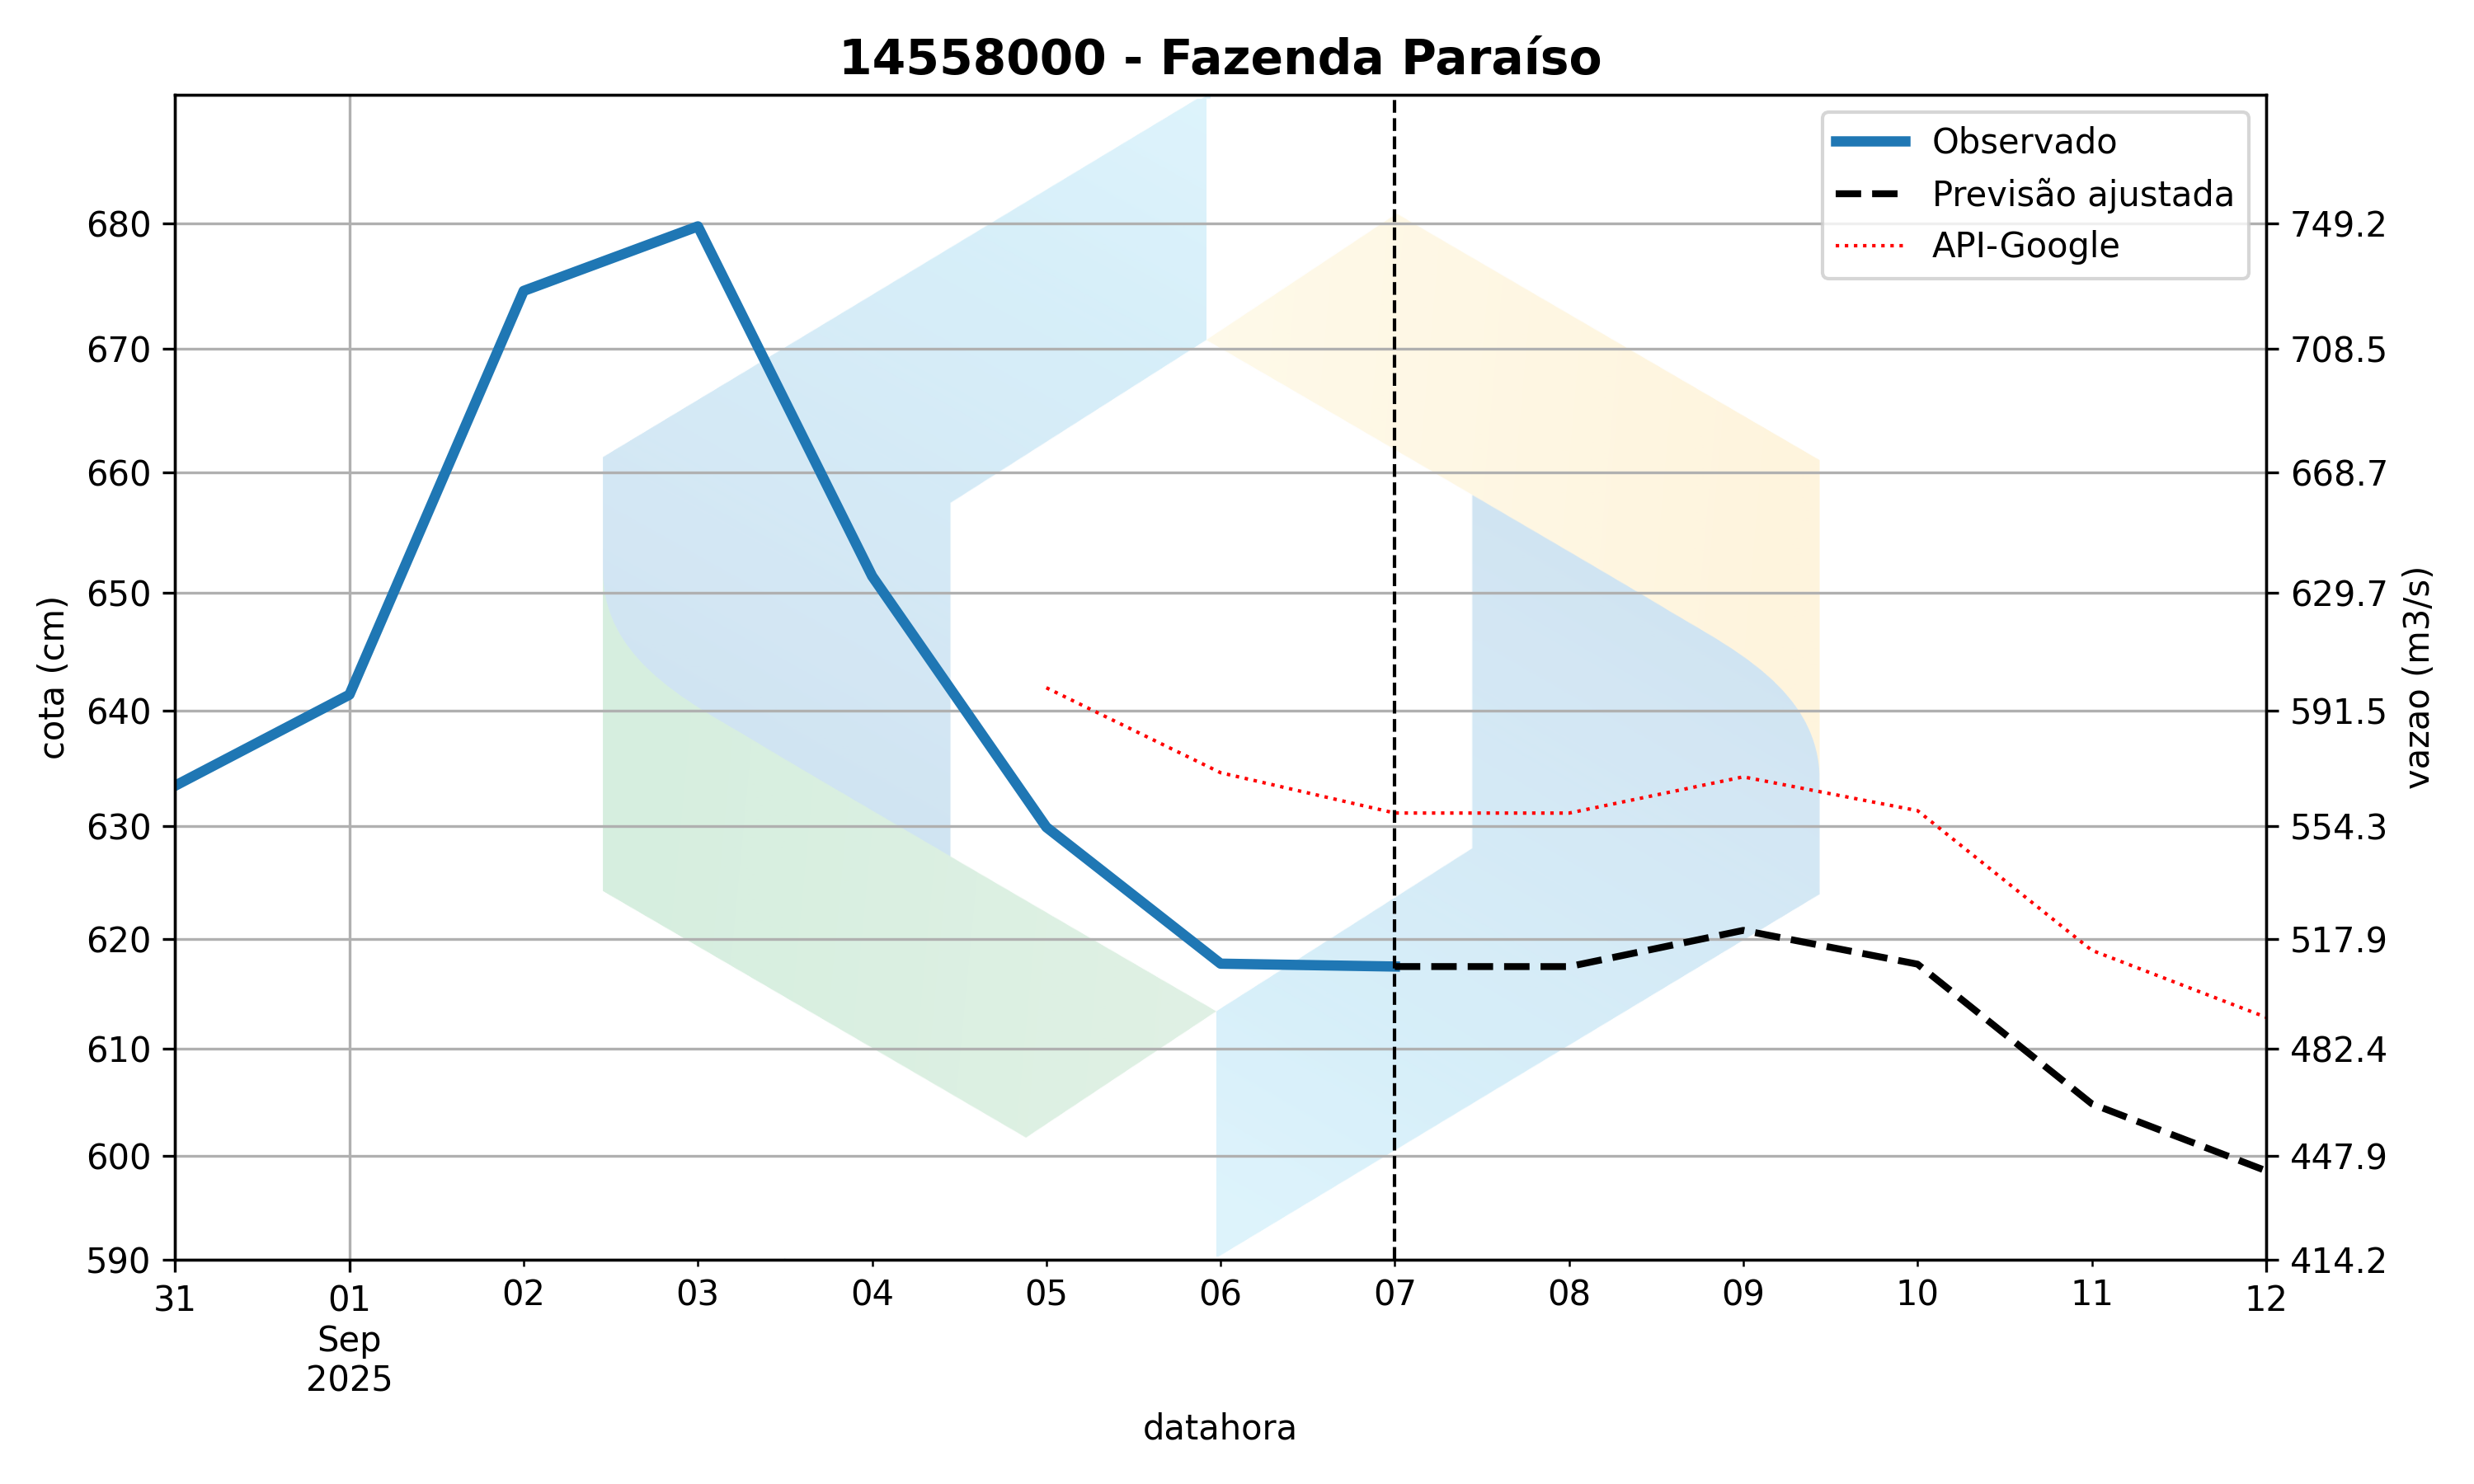 14558000 - Fazenda Paraíso
Observado
Previsão ajustada
API-Google
680
670
660
650
640
630
620
610
600
590
cota (cm)
749.2
708.5
668.7
629.7
591.5
554.3
517.9
482.4
447.9
414.2
vazao (m3/s)
31 01 02 03 04 05 06 07 08 09 10 11 12
Sep
2025
datahora